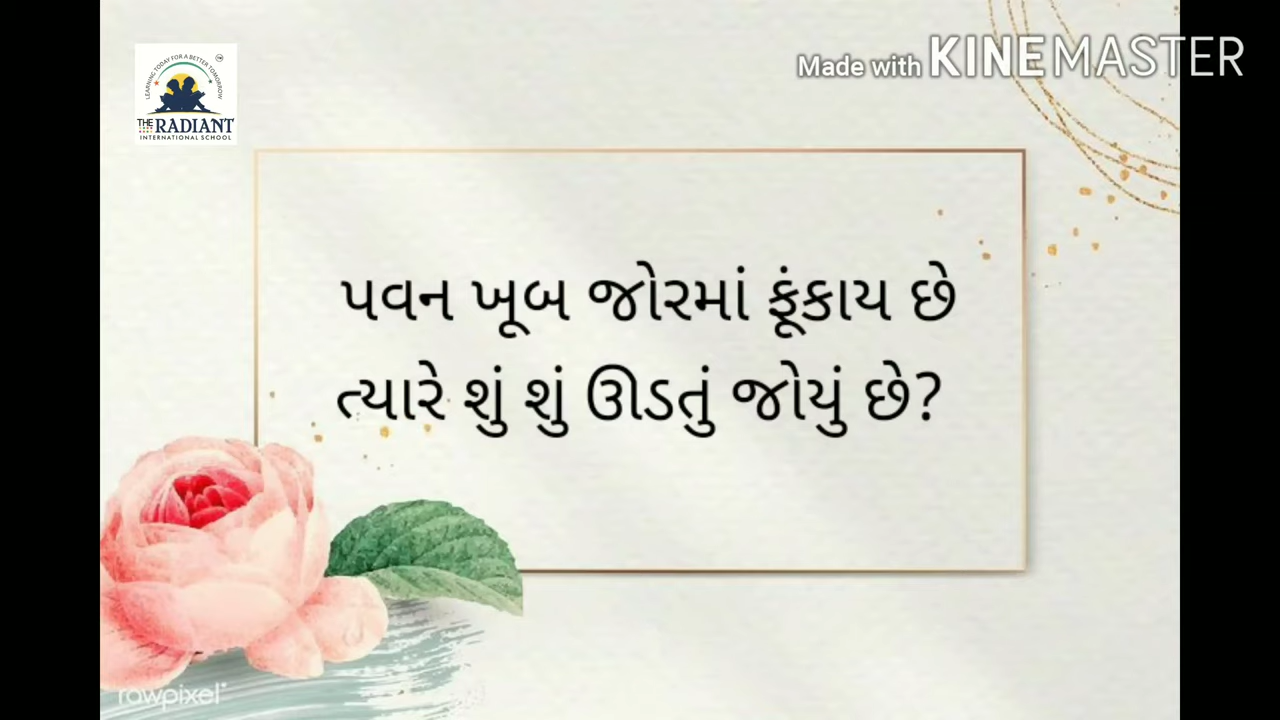 LEARNING TODAY FOR A BETTER TOMORROW
THE RADIANT
INTERNATIONAL SCHOOL
Made with KINEMASTER
પવન ખૂબ જોરમાં ફૂંકાય છે
ત્યારે શું શું ઊડતું જોયું છે?
rawpixel